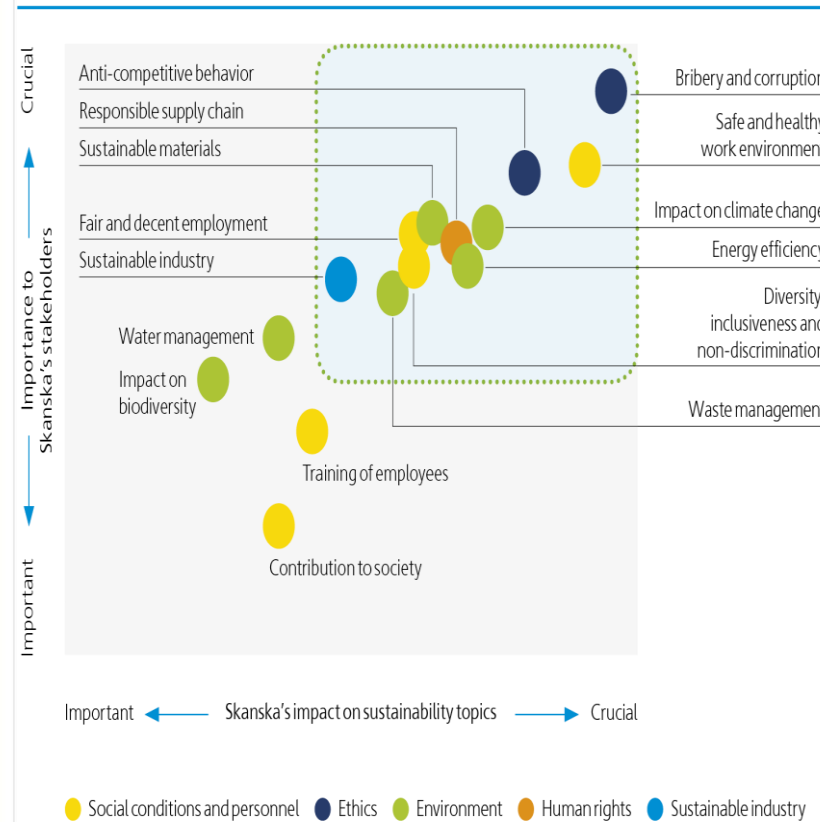 Crucial
Importance to
Skanska's stakeholders
Important
Anti-competitive behavior
Responsible supply chain
Sustainable materials
Fair and decent employment
Sustainable industry
Water management
Impact on
biodiversity
Training of employees
Contribution to society
Bribery and corruption
Safe and healthy
work environmen
Impact on climate change
Energy efficiency
Diversity
inclusiveness and
non-discrimination
Waste managemen
Important
Skanska's impact on sustainability topics
Crucial
Social conditions and personnel
Ethics
Environment
Human rights
Sustainable industry